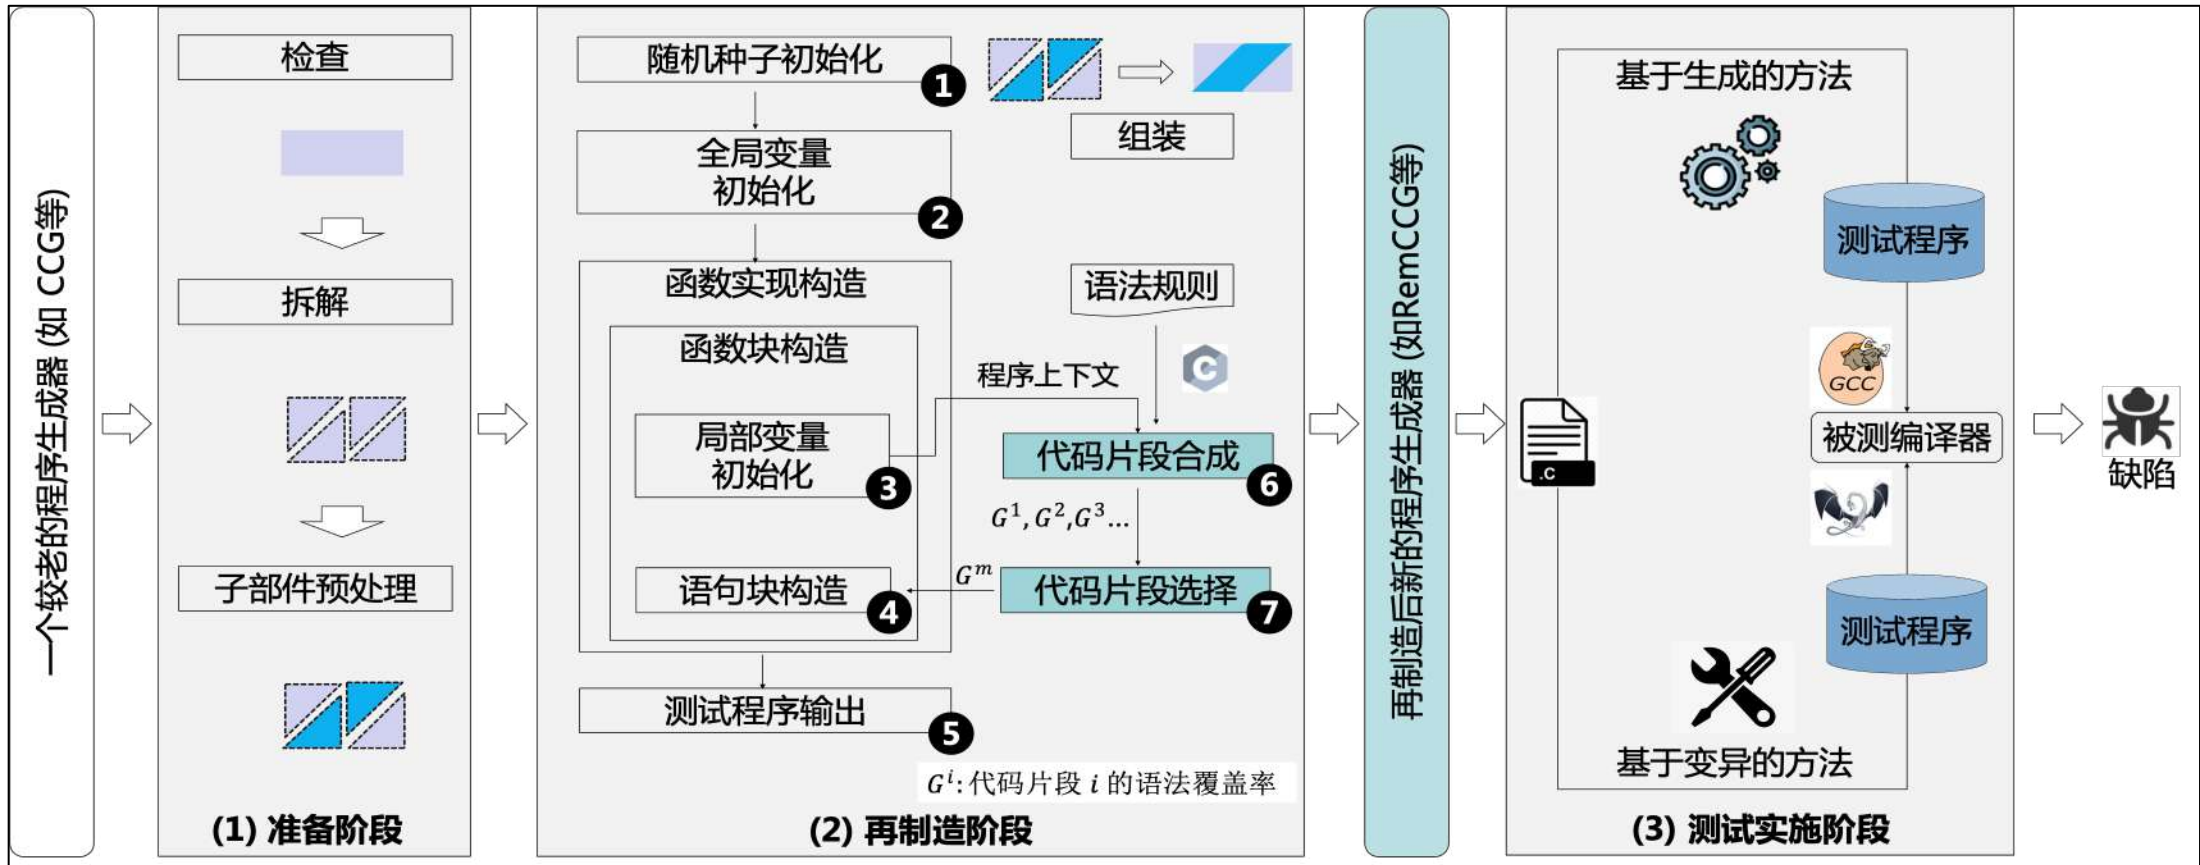 一个较老的程序生成器 (如 CCG等)
检查
拆解
子部件预处理
(1) 准备阶段
随机种子初始化
1
组装
全局变量
初始化
2
函数实现构造
函数块构造
局部变量
初始化
3
语句块构造
4
测试程序输出
5
语法规则
C
程序上下文
代码片段合成
6
G¹, G²,G³...
代码片段选择
7
Gᵐ
Gⁱ: 代码片段 i 的语法覆盖率
(2) 再制造阶段
再制造后新的程序生成器 (如RemCCG等)
基于生成的方法
测试程序
GCC
被测编译器
.C
测试程序
基于变异的方法
(3) 测试实施阶段
缺陷